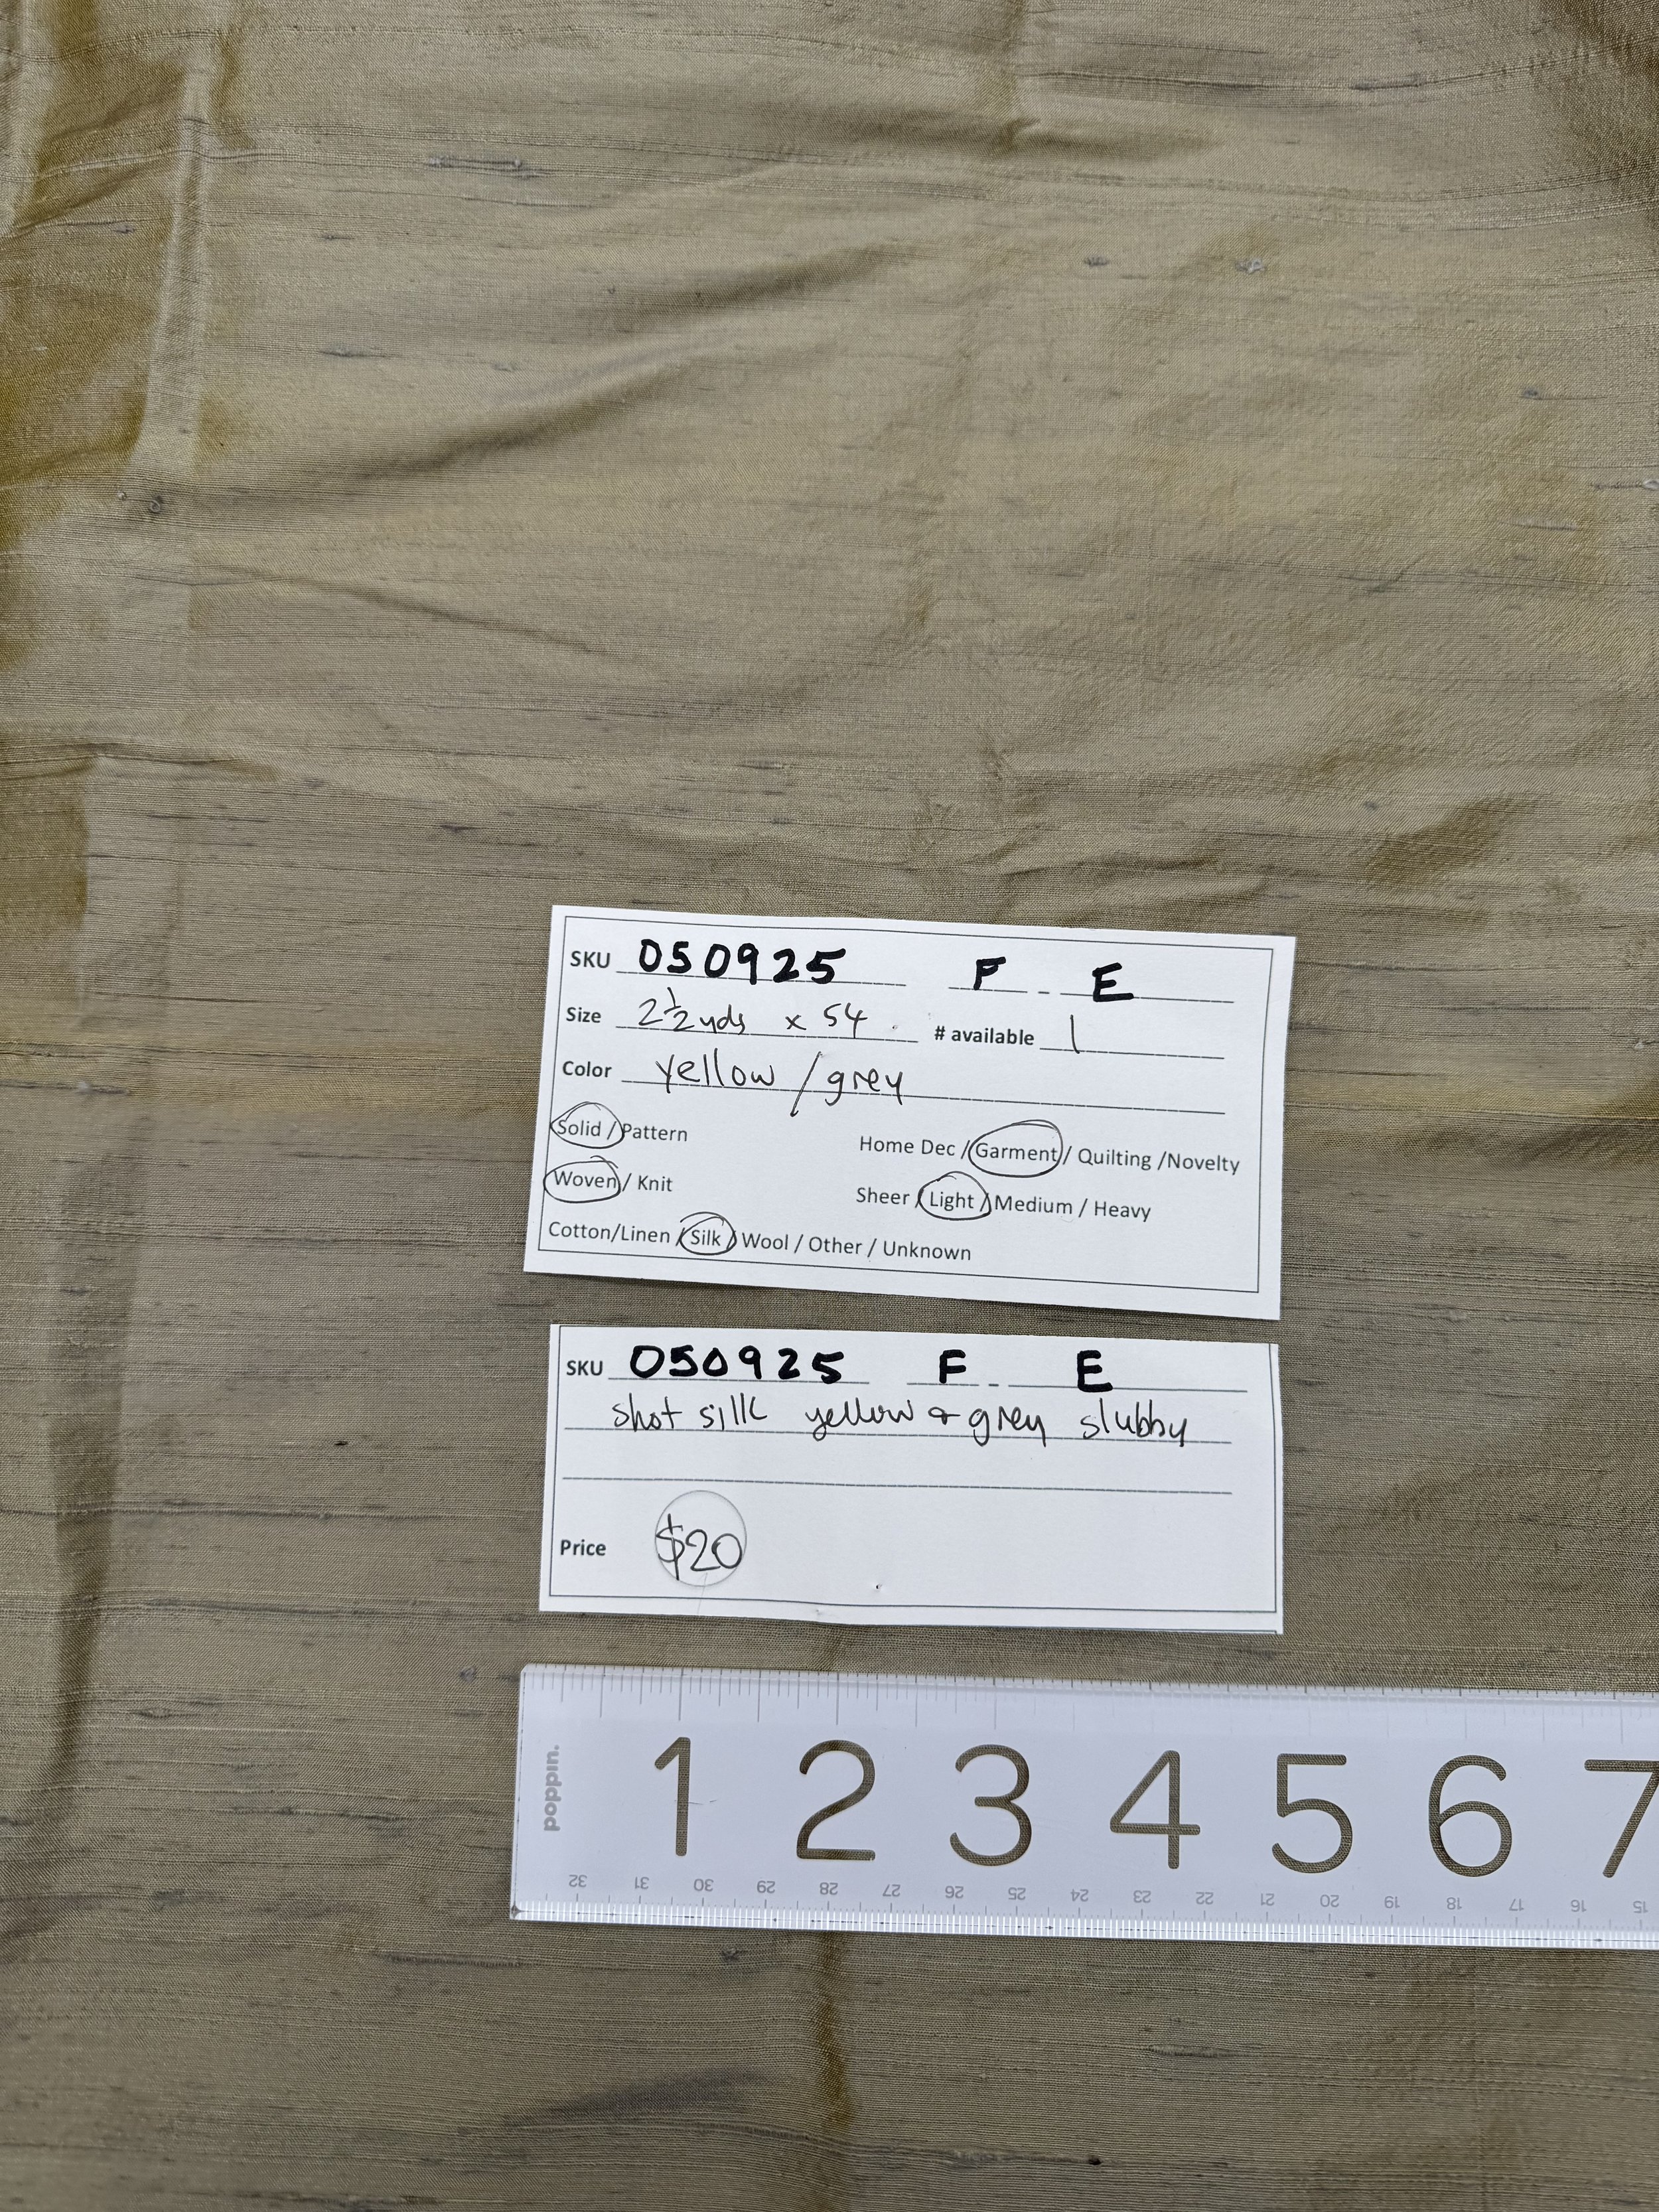 SKU 050925 F - E
Size 2 1/2 yds x 54 # available 1
Color yellow / grey
Solid / Pattern Home Dec / Garment / Quilting /Novelty
Woven / Knit Sheer / Light / Medium / Heavy
Cotton/Linen / Silk / Wool / Other / Unknown
SKU 050925 F - E
shot silk yellow & grey slubby
Price $20
poppin.
1 2 3 4 5 6 7
32 31 30 29 28 27 26 25 24 23 22 21 20 19 18 17 16 15